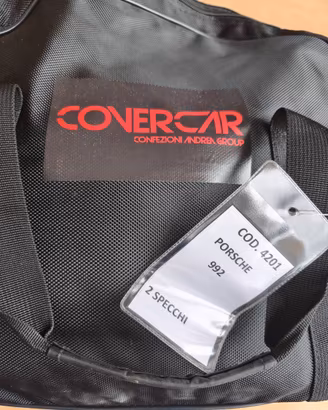 COVERCAR
CONFEZIONI ANDREA GROUP
COD. 4201
PORSCHE
992
2 SPECCHI